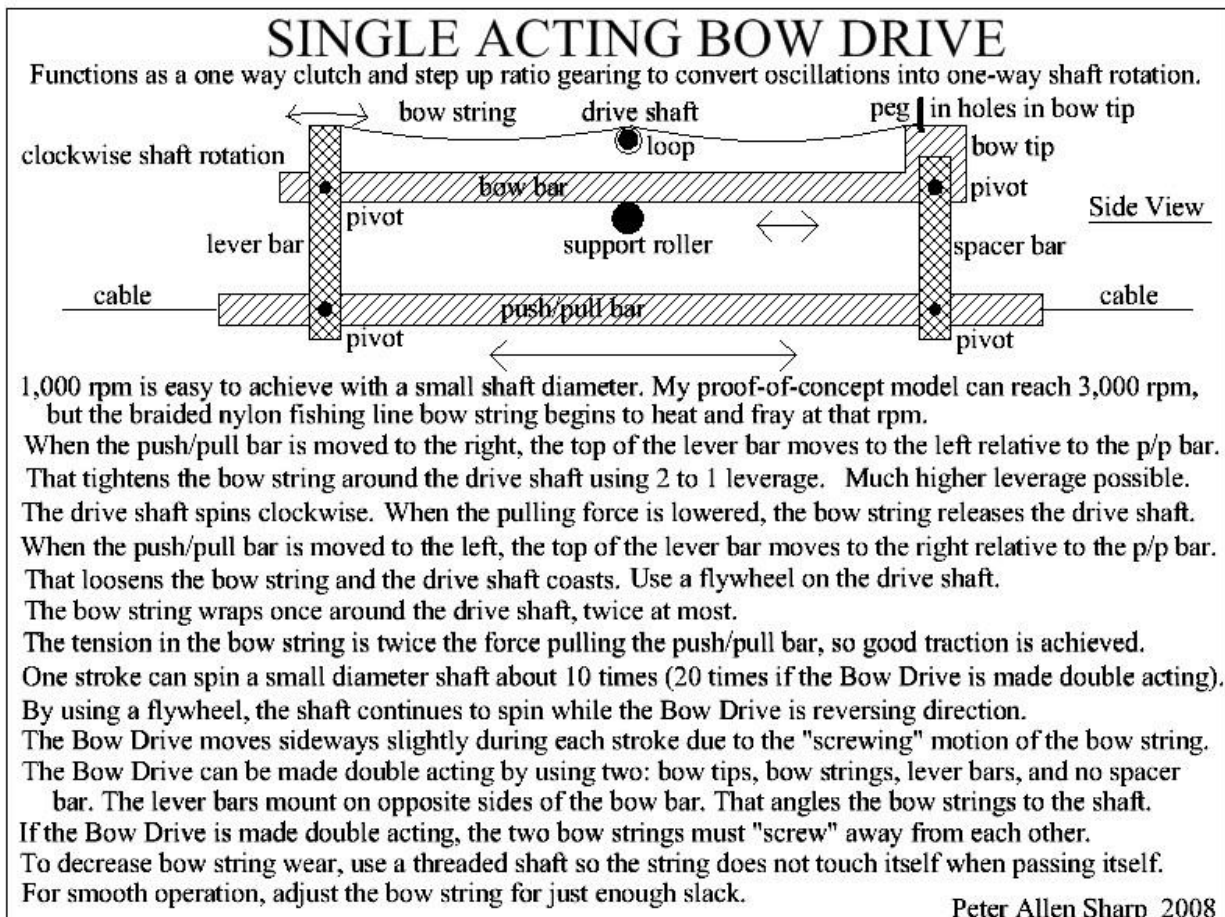 SINGLE ACTING BOW DRIVE
Functions as a one way clutch and step up ratio gearing to convert oscillations into one-way shaft rotation.
bow string
drive shaft
peg
in holes in bow tip
clockwise shaft rotation
loop
bow tip
bow bar
pivot
pivot
Side View
lever bar
support roller
spacer bar
cable
push/pull bar
cable
pivot
pivot
1,000 rpm is easy to achieve with a small shaft diameter. My proof-of-concept model can reach 3,000 rpm,
but the braided nylon fishing line bow string begins to heat and fray at that rpm.
When the push/pull bar is moved to the right, the top of the lever bar moves to the left relative to the p/p bar.
That tightens the bow string around the drive shaft using 2 to 1 leverage. Much higher leverage possible.
The drive shaft spins clockwise. When the pulling force is lowered, the bow string releases the drive shaft.
When the push/pull bar is moved to the left, the top of the lever bar moves to the right relative to the p/p bar.
That loosens the bow string and the drive shaft coasts. Use a flywheel on the drive shaft.
The bow string wraps once around the drive shaft, twice at most.
The tension in the bow string is twice the force pulling the push/pull bar, so good traction is achieved.
One stroke can spin a small diameter shaft about 10 times (20 times if the Bow Drive is made double acting).
By using a flywheel, the shaft continues to spin while the Bow Drive is reversing direction.
The Bow Drive moves sideways slightly during each stroke due to the "screwing" motion of the bow string.
The Bow Drive can be made double acting by using two: bow tips, bow strings, lever bars, and no spacer
bar. The lever bars mount on opposite sides of the bow bar. That angles the bow strings to the shaft.
If the Bow Drive is made double acting, the two bow strings must "screw" away from each other.
To decrease bow string wear, use a threaded shaft so the string does not touch itself when passing itself.
For smooth operation, adjust the bow string for just enough slack.
Peter Allen Sharp 2008